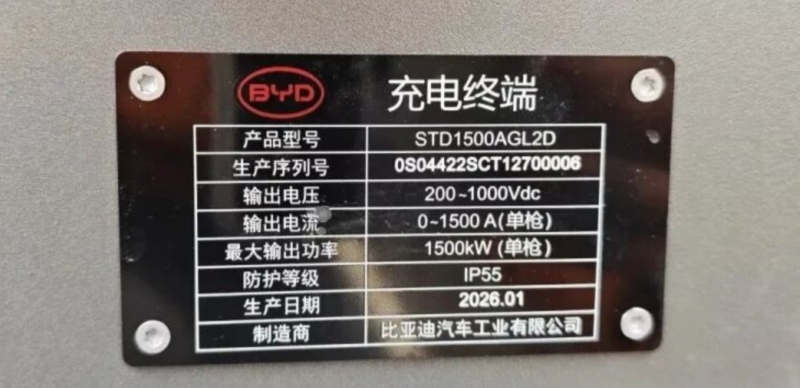 BYD 充电终端
产品型号 STD1500AGL2D
生产序列号 0S04422SCT12700006
输出电压 200~1000Vdc
输出电流 0~1500 A(单枪)
最大输出功率 1500kW (单枪)
防护等级 IP55
生产日期 2026.01
制造商 比亚迪汽车工业有限公司